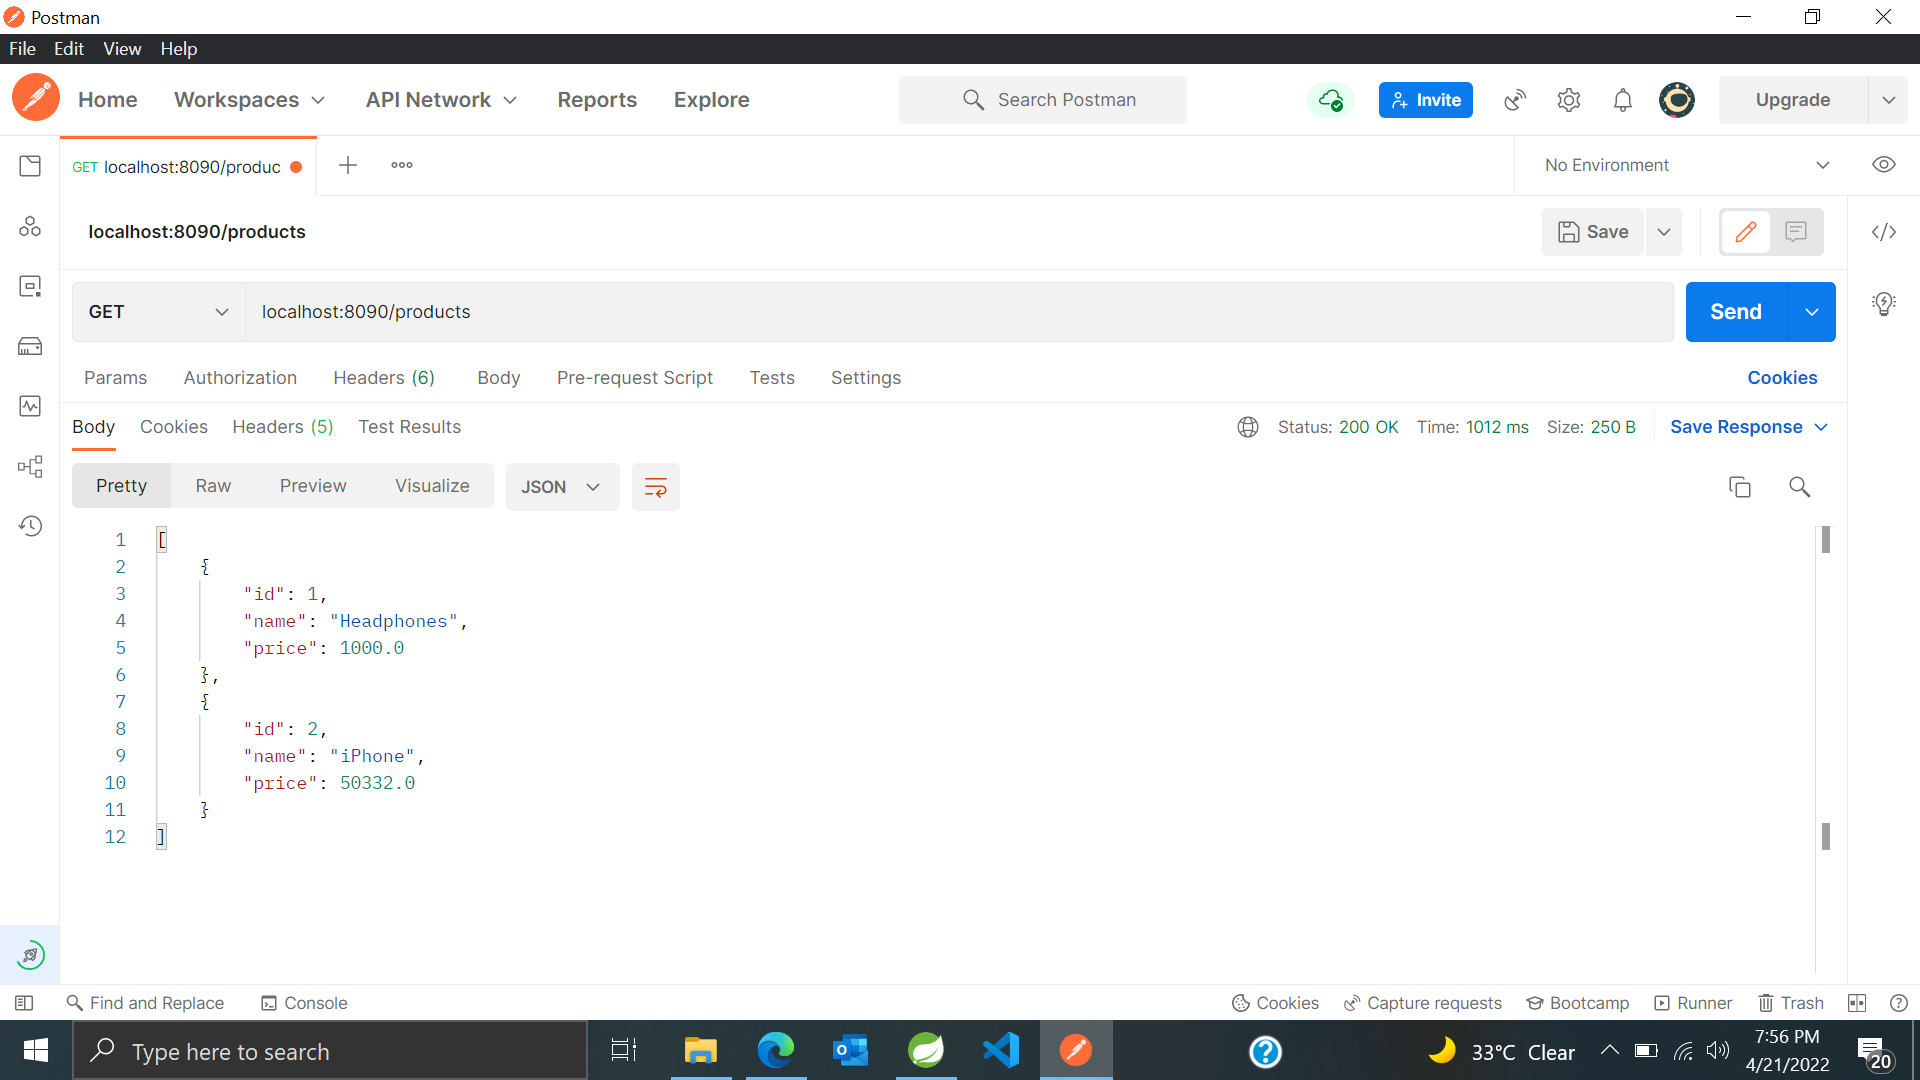 Postman
File Edit View Help
Home Workspaces API Network Reports Explore Search Postman Invite Upgrade
GET localhost:8090/produc No Environment
localhost:8090/products Save
GET localhost:8090/products Send
Params Authorization Headers (6) Body Pre-request Script Tests Settings Cookies
Body Cookies Headers (5) Test Results Status: 200 OK Time: 1012 ms Size: 250 B Save Response
Pretty Raw Preview Visualize JSON
1 [
2 {
3 "id": 1,
4 "name": "Headphones",
5 "price": 1000.0
6 },
7 {
8 "id": 2,
9 "name": "iPhone",
10 "price": 50332.0
11 }
12 ]
Find and Replace Console Cookies Capture requests Bootcamp Runner Trash
Type here to search 33°C Clear 7:56 PM
4/21/2022 20